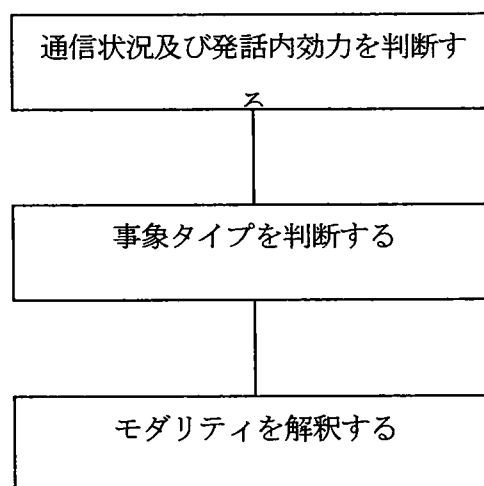 通信状況及び発話内効力を判断す
る
事象タイプを判断する
モダリティを解釈する